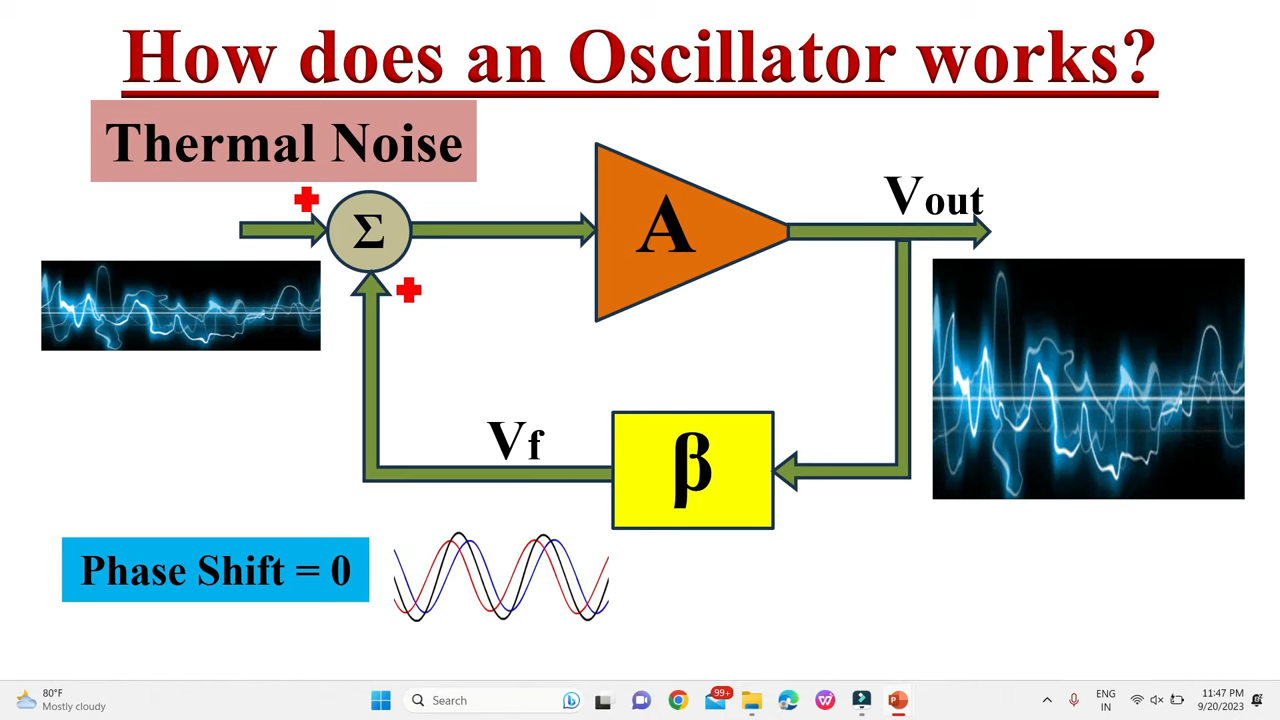 How does an Oscillator works?
Thermal Noise
Σ
A
Vout
Vf
β
Phase Shift = 0
80°F
Mostly cloudy
Search
99+
ENG
IN
11:47 PM
9/20/2023